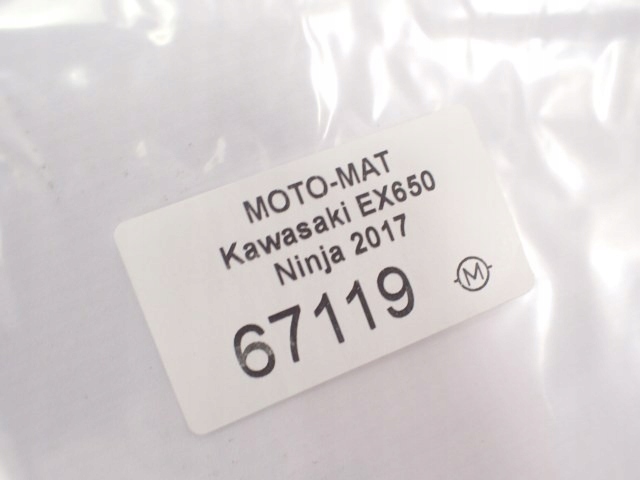 MOTO-MAT
Kawasaki EX650
Ninja 2017
67119
M